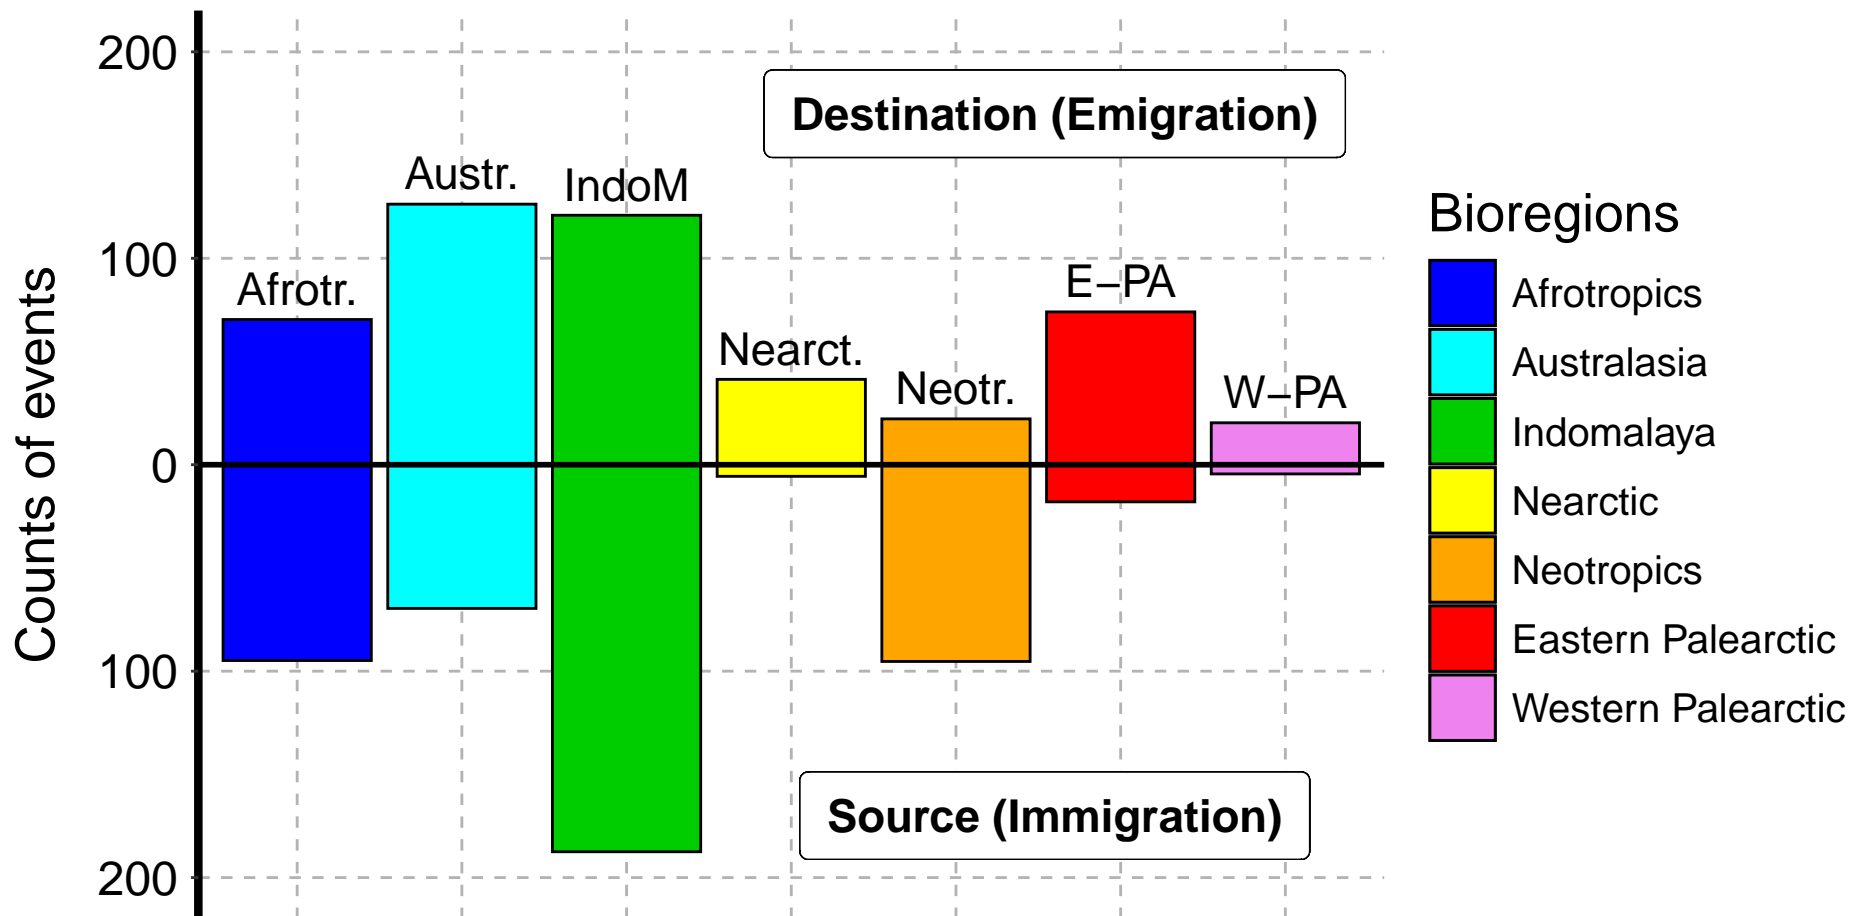 200
Destination (Emigration)
Austr.
IndoM
Bioregions
100
E−PA
Afrotr.
Afrotropics
Nearct.
Australasia
Neotr.
W−PA
Indomalaya
0
Nearctic
Counts of events
Neotropics
Eastern Palearctic
100
Western Palearctic
Source (Immigration)
200